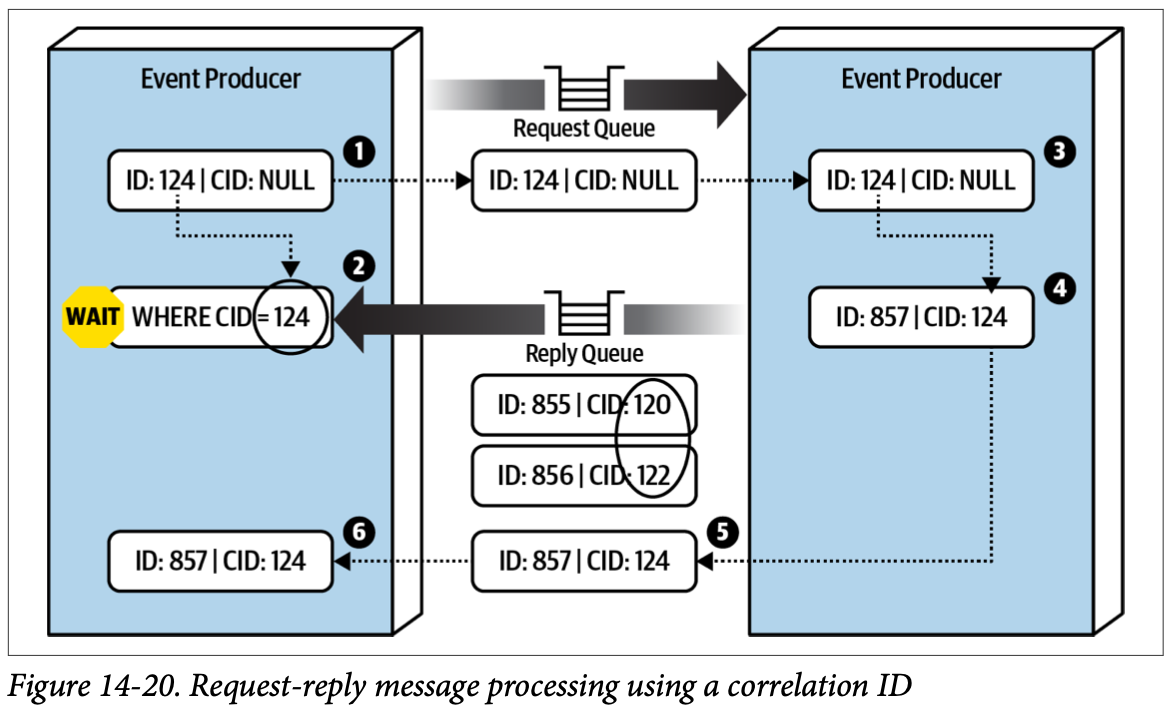 Event Producer
Event Producer
Request Queue
1
3
ID: 124 | CID: NULL
ID: 124 | CID: NULL
ID: 124 | CID: NULL
2
4
WAIT
WHERE CID = 124
ID: 857 | CID: 124
Reply Queue
ID: 855 | CID: 120
ID: 856 | CID: 122
6
5
ID: 857 | CID: 124
ID: 857 | CID: 124
Figure 14-20. Request-reply message processing using a correlation ID